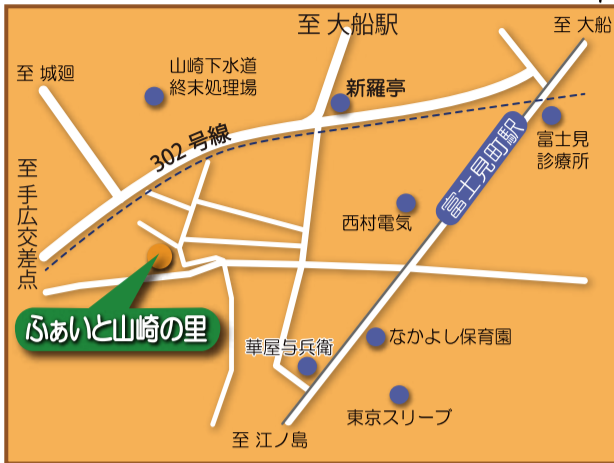 至 大船駅
至 大船
至 城廻
山崎下水道
終末処理場
新羅亭
302 号線
富士見町駅
富士見
診療所
至 手広交差点
西村電気
ふぁいと山崎の里
華屋与兵衛
なかよし保育園
東京スリーブ
至 江ノ島